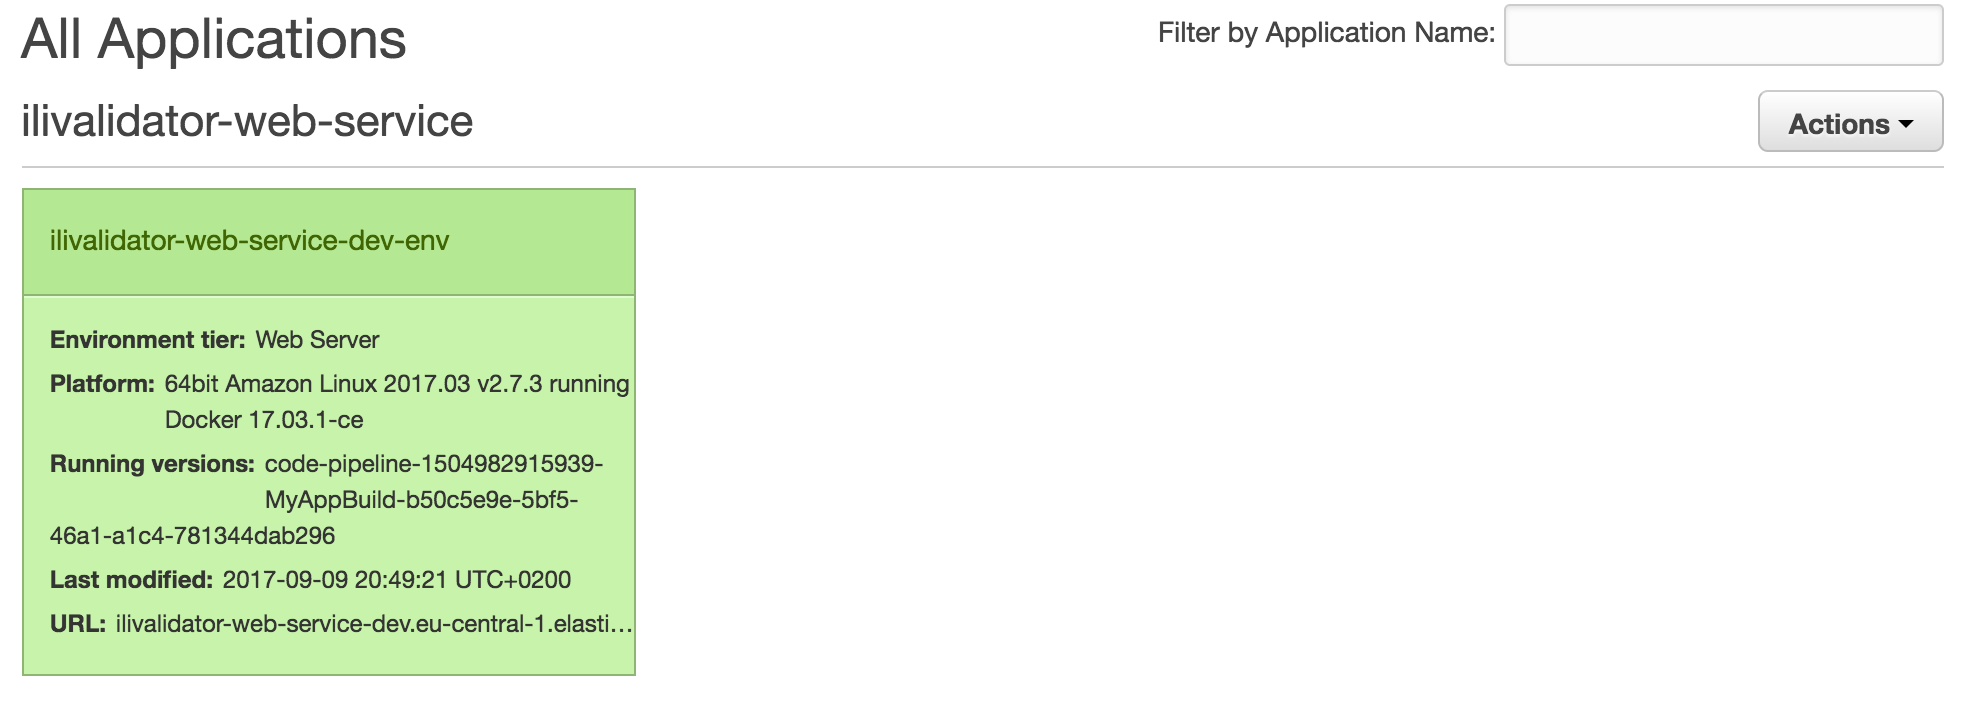 All Applications
Filter by Application Name:
ilivalidator-web-service
Actions
ilivalidator-web-service-dev-env
Environment tier: Web Server
Platform: 64bit Amazon Linux 2017.03 v2.7.3 running
Docker 17.03.1-ce
Running versions: code-pipeline-1504982915939-
MyAppBuild-b50c5e9e-5bf5-
46a1-a1c4-781344dab296
Last modified: 2017-09-09 20:49:21 UTC+0200
URL: ilivalidator-web-service-dev.eu-central-1.elasti...